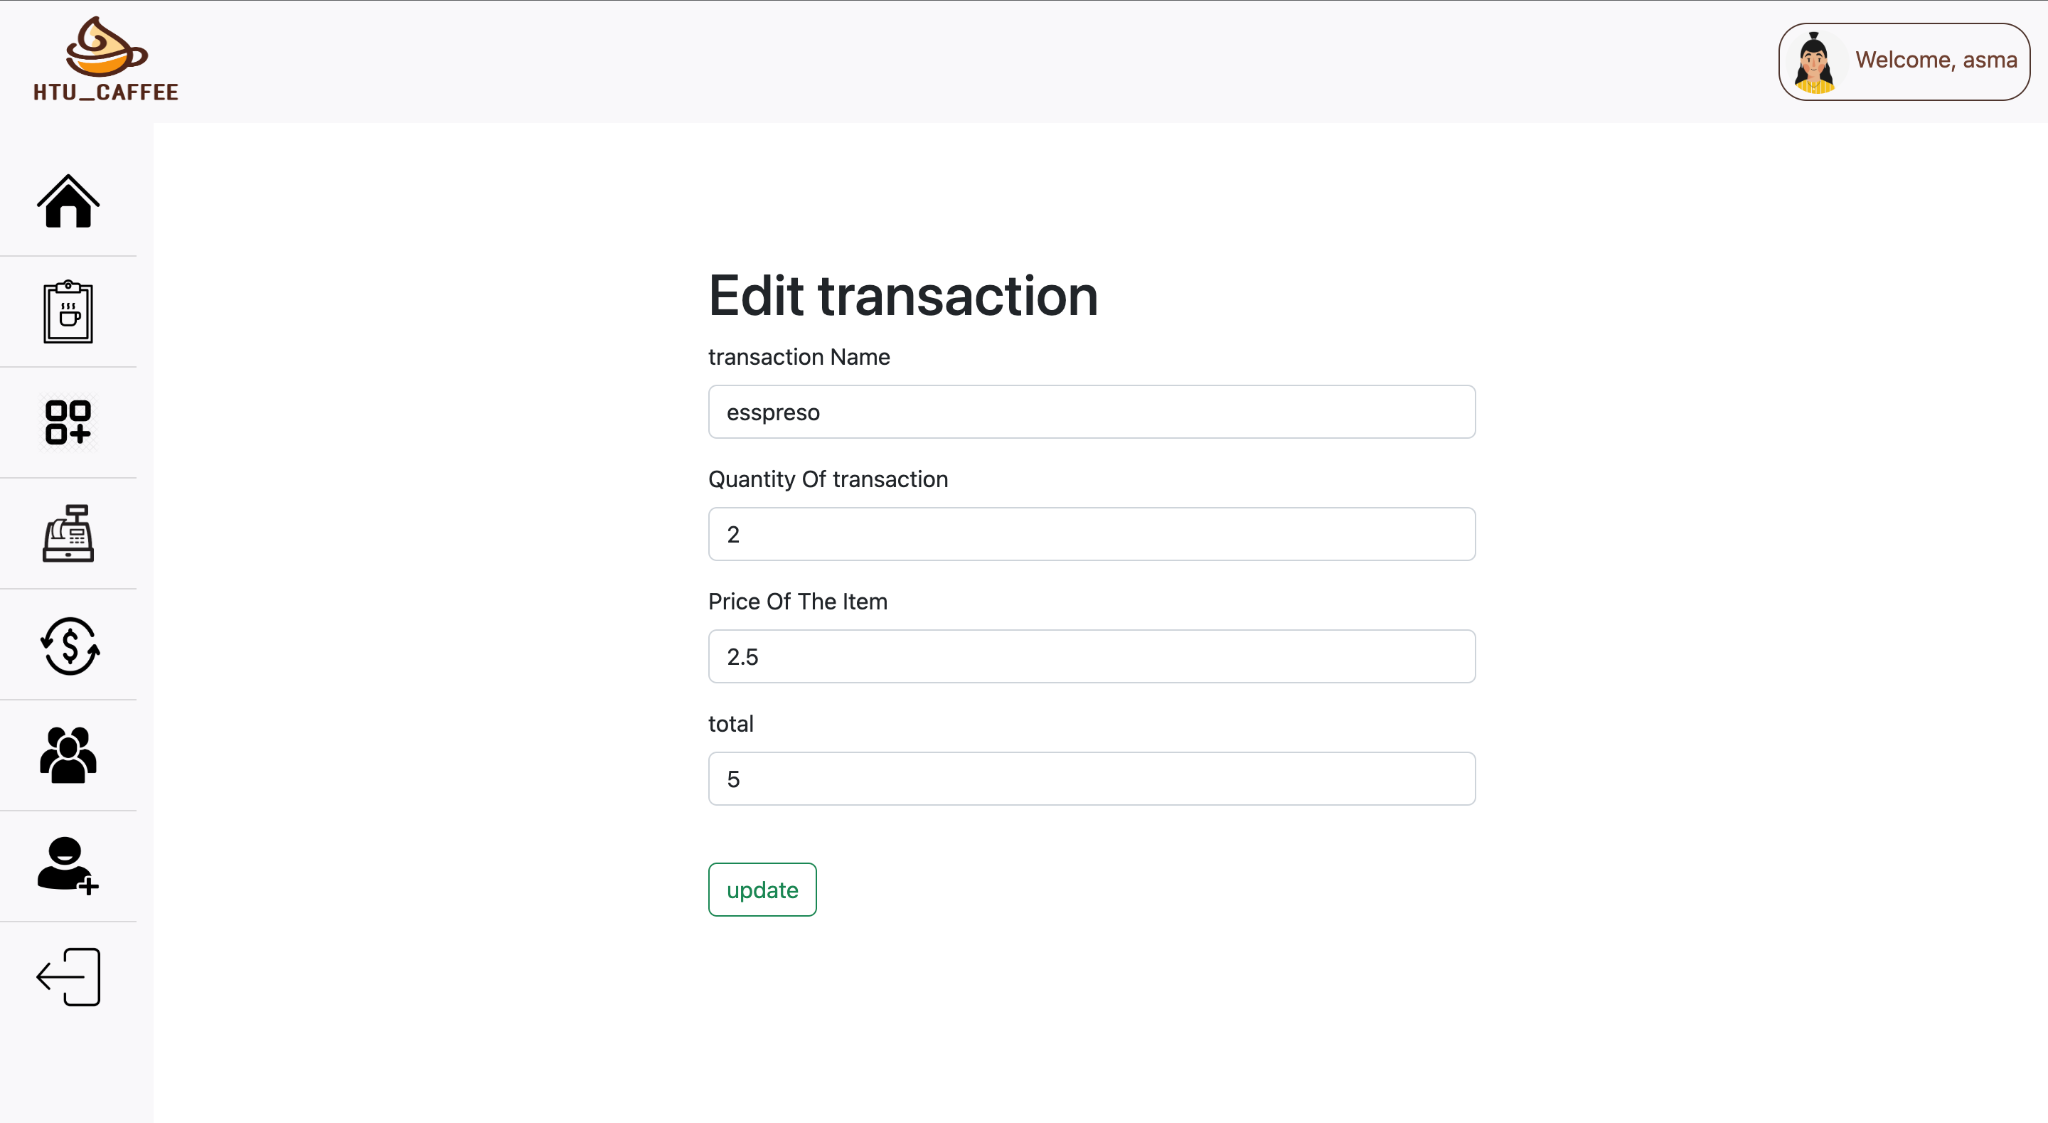 HTU_CAFFEE
Welcome, asma
Edit transaction
transaction Name
esspreso
Quantity Of transaction
2
Price Of The Item
2.5
total
5
update